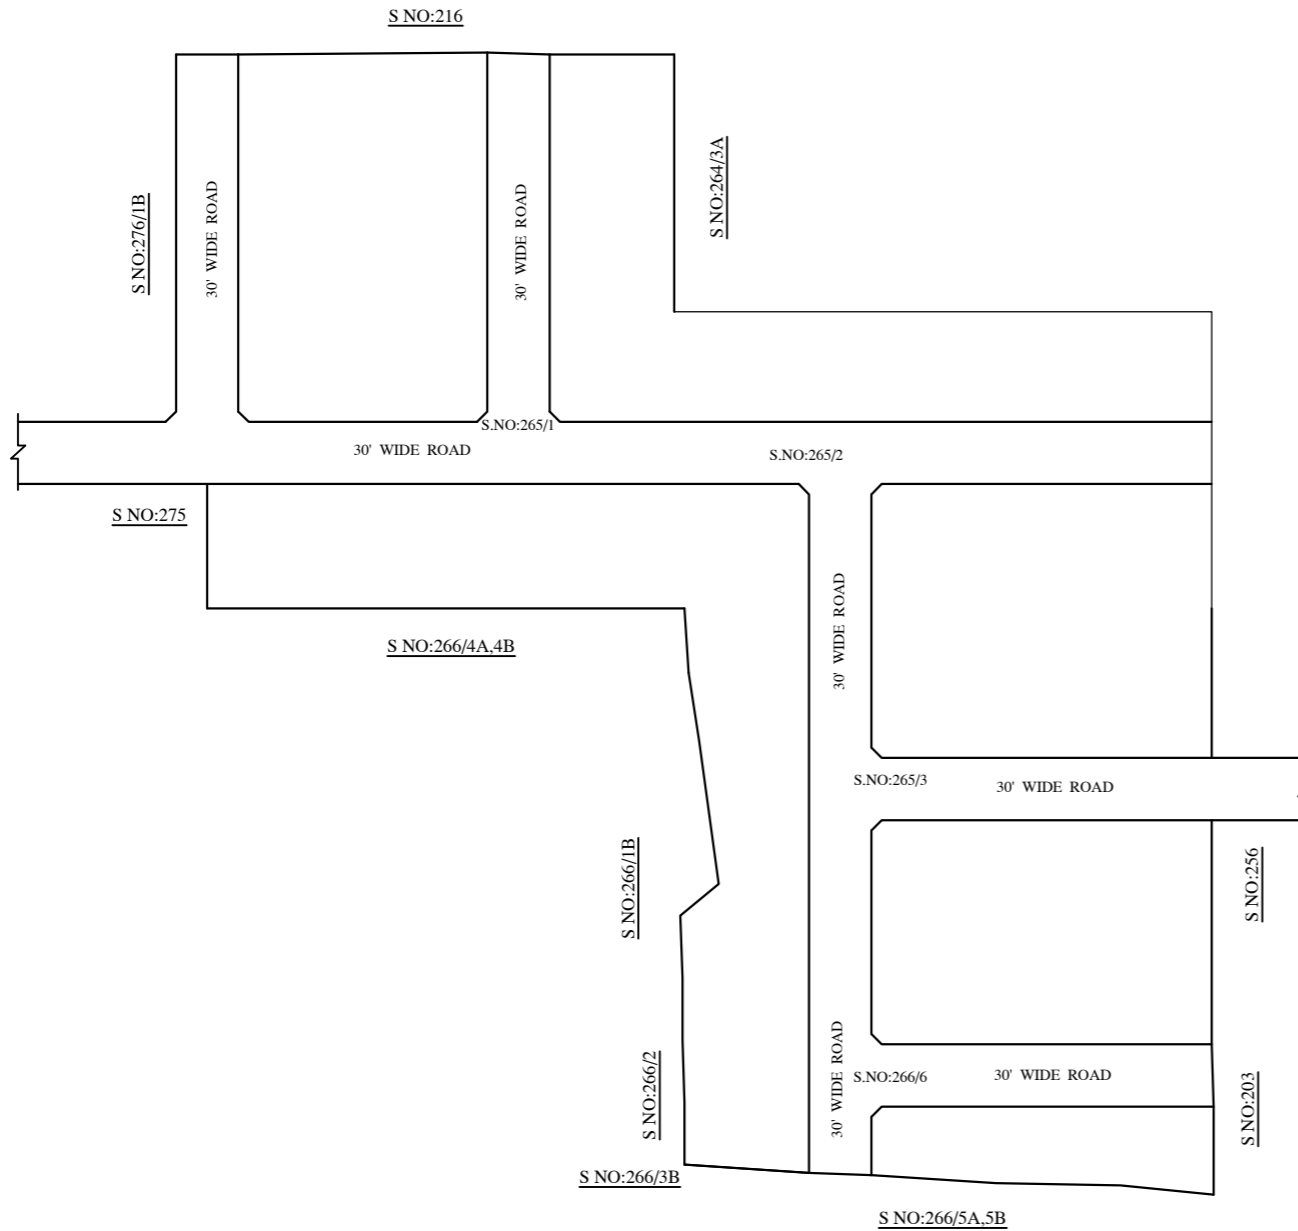 S NO:216
S NO:276/1B
30' WIDE ROAD
30' WIDE ROAD
S NO:264/3A
S.NO:265/1
30' WIDE ROAD
S.NO:265/2
S NO:275
30' WIDE ROAD
S NO:266/4A,4B
S.NO:265/3
30' WIDE ROAD
S NO:266/1B
S NO:256
30' WIDE ROAD
S.NO:266/6
30' WIDE ROAD
S NO:266/2
S NO:203
S NO:266/3B
S NO:266/5A,5B